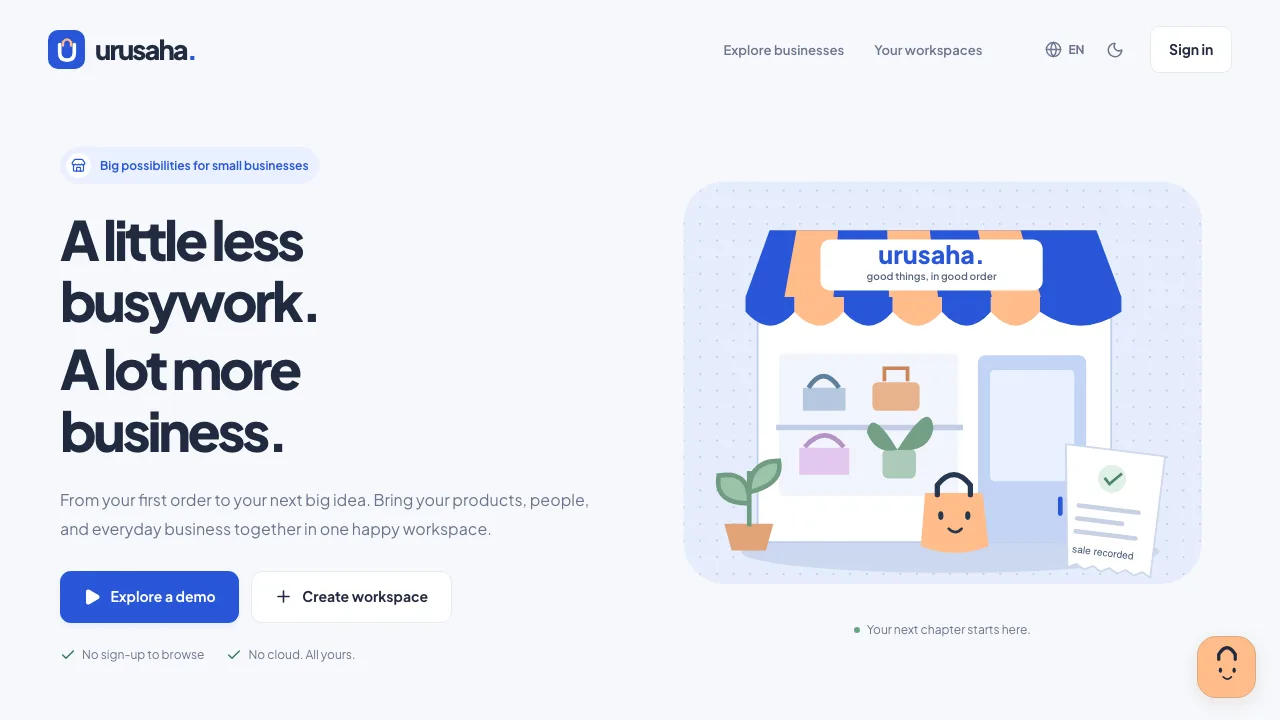 urusaha.
Explore businesses
Your workspaces
EN
Sign in
Big possibilities for small businesses
A little less
busywork.
A lot more
business.
From your first order to your next big idea. Bring your products, people,
and everyday business together in one happy workspace.
Explore a demo
Create workspace
No sign-up to browse
No cloud. All yours.
urusaha.
good things, in good order
sale recorded
Your next chapter starts here.